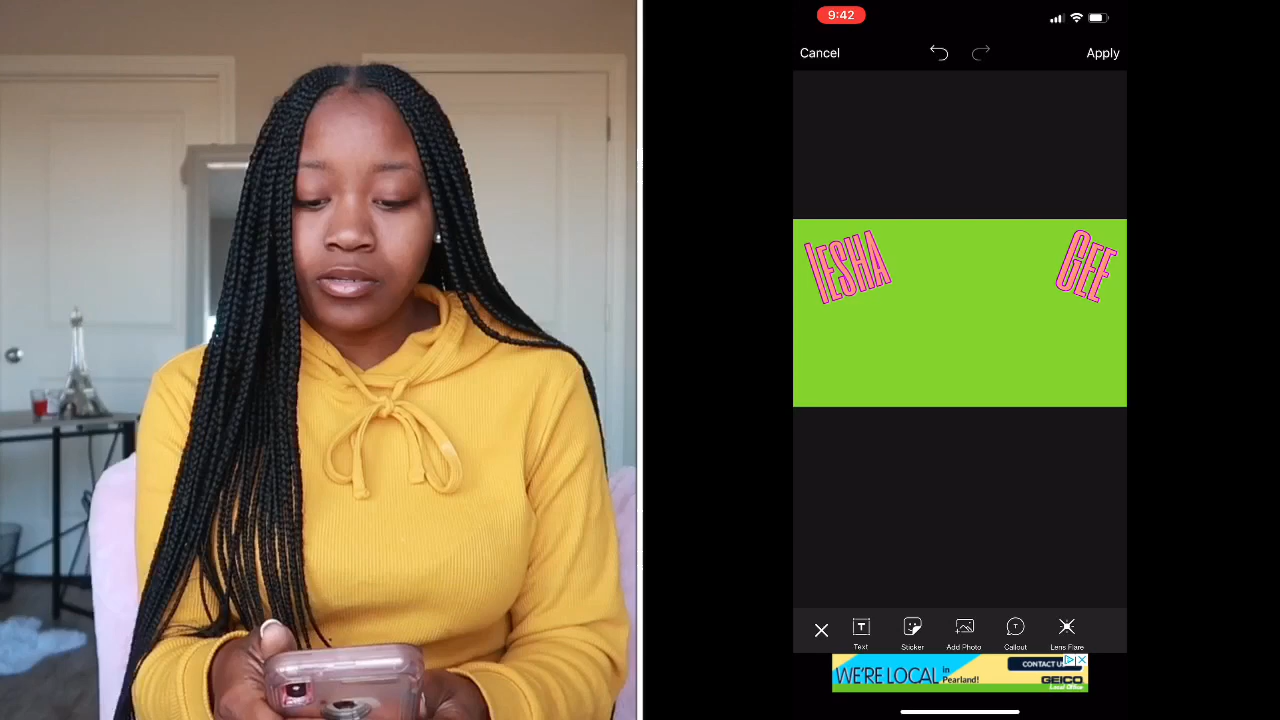 9:42
Cancel
Apply
IESHA
GEE
T
Text
Sticker
Add Photo
T
Callout
Lens Flare
WE'RE LOCAL in Pearland!
CONTACT US
GEICO
Local Office